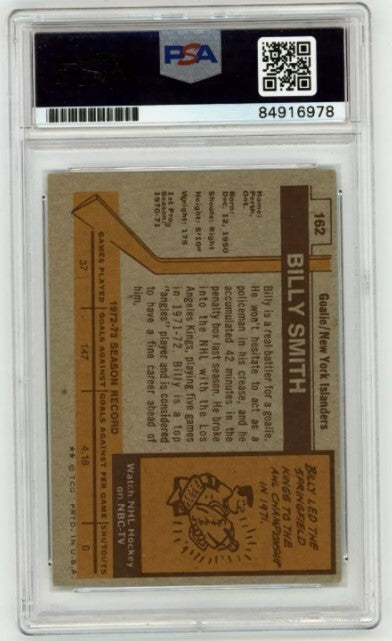 PSA
84916978
162
BILLY SMITH
Goalie/New York Islanders
Home:
Perth,
Ont.
Born:
Dec. 12, 1950
Shoots: Right
Height: 5'10"
Weight: 175
1st Pro
Season:
1970-71
Billy is a real battler for a goalie.
He won't hesitate to act as a
policeman in his crease, and he
accumulated 42 minutes in the
penalty box last season. He broke
into the NHL with the Los
Angeles Kings, playing five games
in 1971-72. Billy is a top
"angles" player and is considered
to have a fine career ahead of
him.
BILLY LED THE
SPRINGFIELD
KINGS TO THE
AHL CHAMPIONSHIP
IN 1971.
Watch NHL Hockey
on NBC-TV
1972-73 SEASON RECORD
GAMES PLAYED GOALS AGAINST GOALS AGAINST PER GAME SHUTOUTS
37 147 4.16 0
** © T.C.G. PRTD. IN U.S.A.